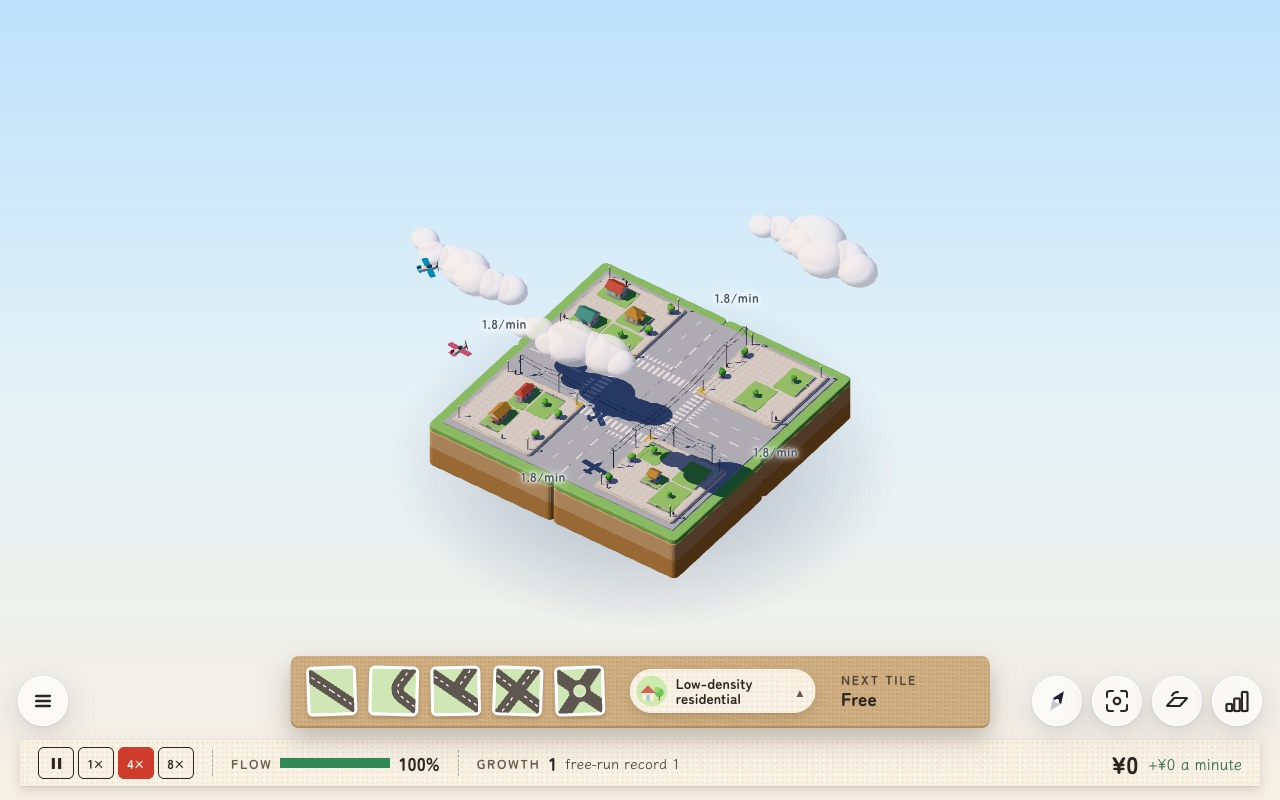 1.8/min
1.8/min
1.8/min
1.8/min
Low-density
residential
▲
NEXT TILE
Free
1×
4×
8×
FLOW
100%
GROWTH 1 free-run record 1
¥0 +¥0 a minute